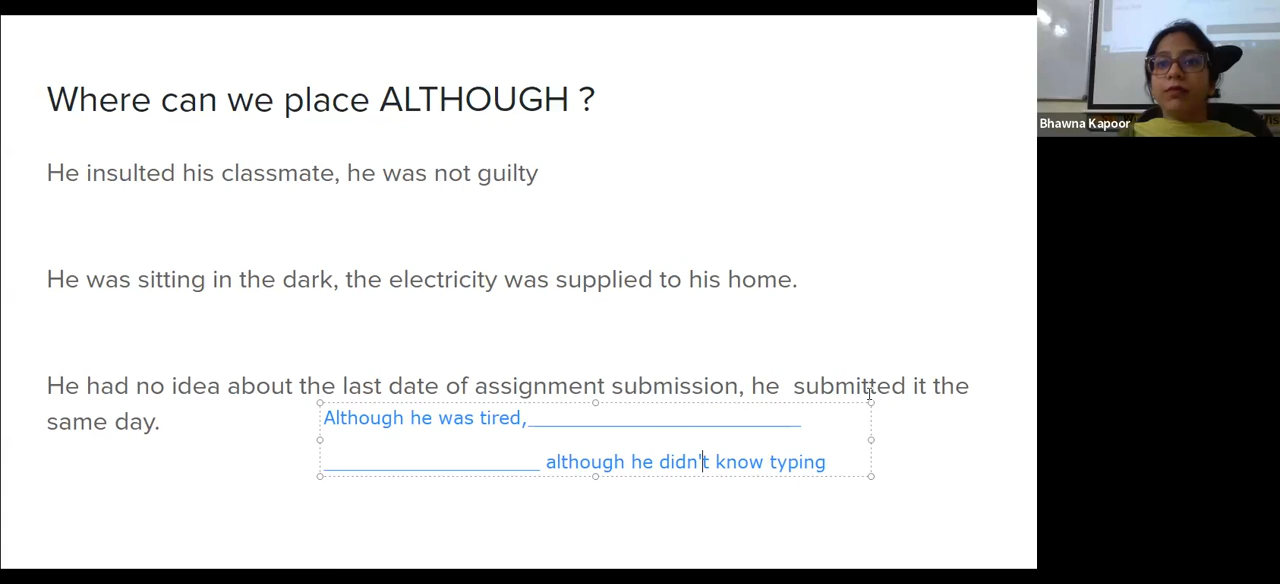 Where can we place ALTHOUGH ?
Bhawna Kapoor
He insulted his classmate, he was not guilty
He was sitting in the dark, the electricity was supplied to his home.
He had no idea about the last date of assignment submission, he  submitted it the
same day.
Although he was tired,____________________________
______________________ although he didn't know typing